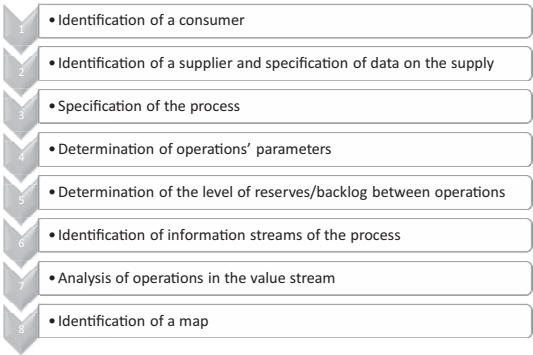 1 • Identification of a consumer
2 • Identification of a supplier and specification of data on the supply
3 • Specification of the process
4 • Determination of operations’ parameters
5 • Determination of the level of reserves/backlog between operations
6 • Identification of information streams of the process
7 • Analysis of operations in the value stream
8 • Identification of a map